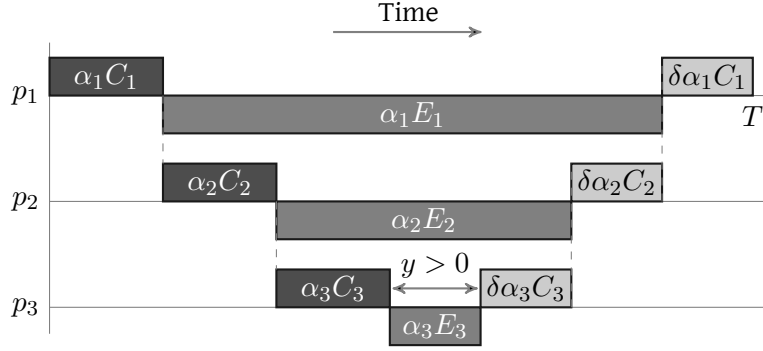 Time
α₁C₁
δα₁C₁
p₁
α₁E₁
T
α₂C₂
δα₂C₂
p₂
α₂E₂
α₃C₃
y > 0
δα₃C₃
p₃
α₃E₃